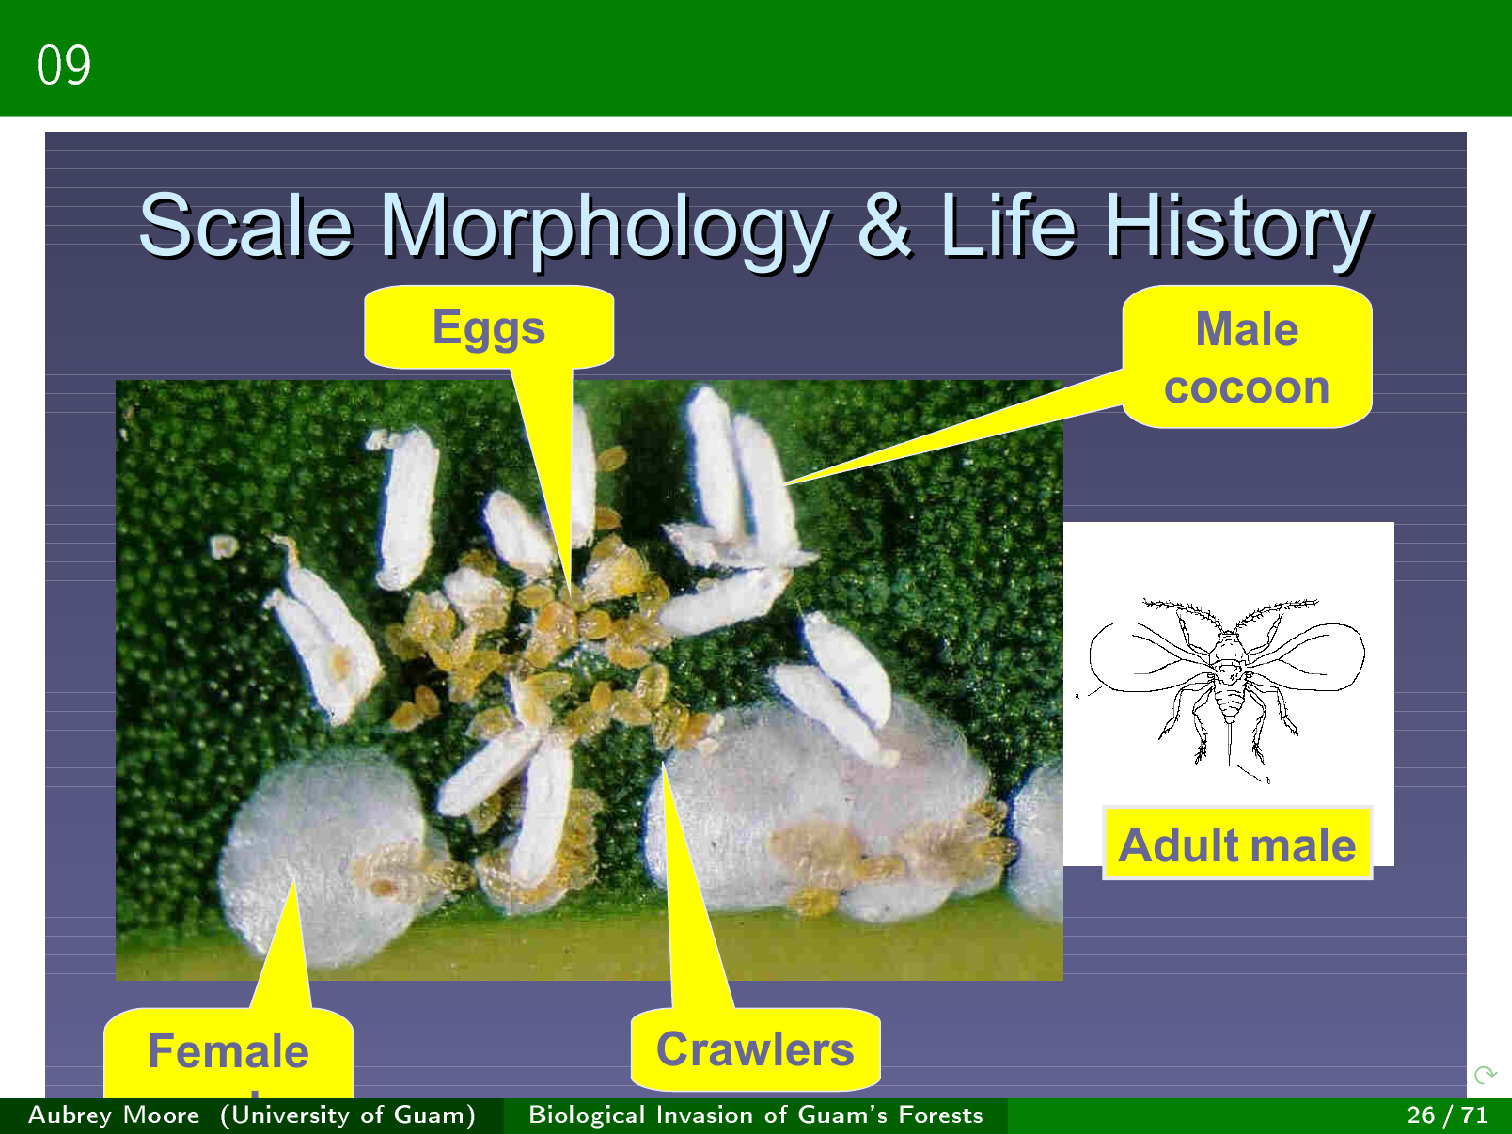 09
Scale Morphology & Life History
Eggs
Male
cocoon
Adult male
Female
Crawlers
Aubrey Moore (University of Guam)
Biological Invasion of Guam's Forests
26 / 71